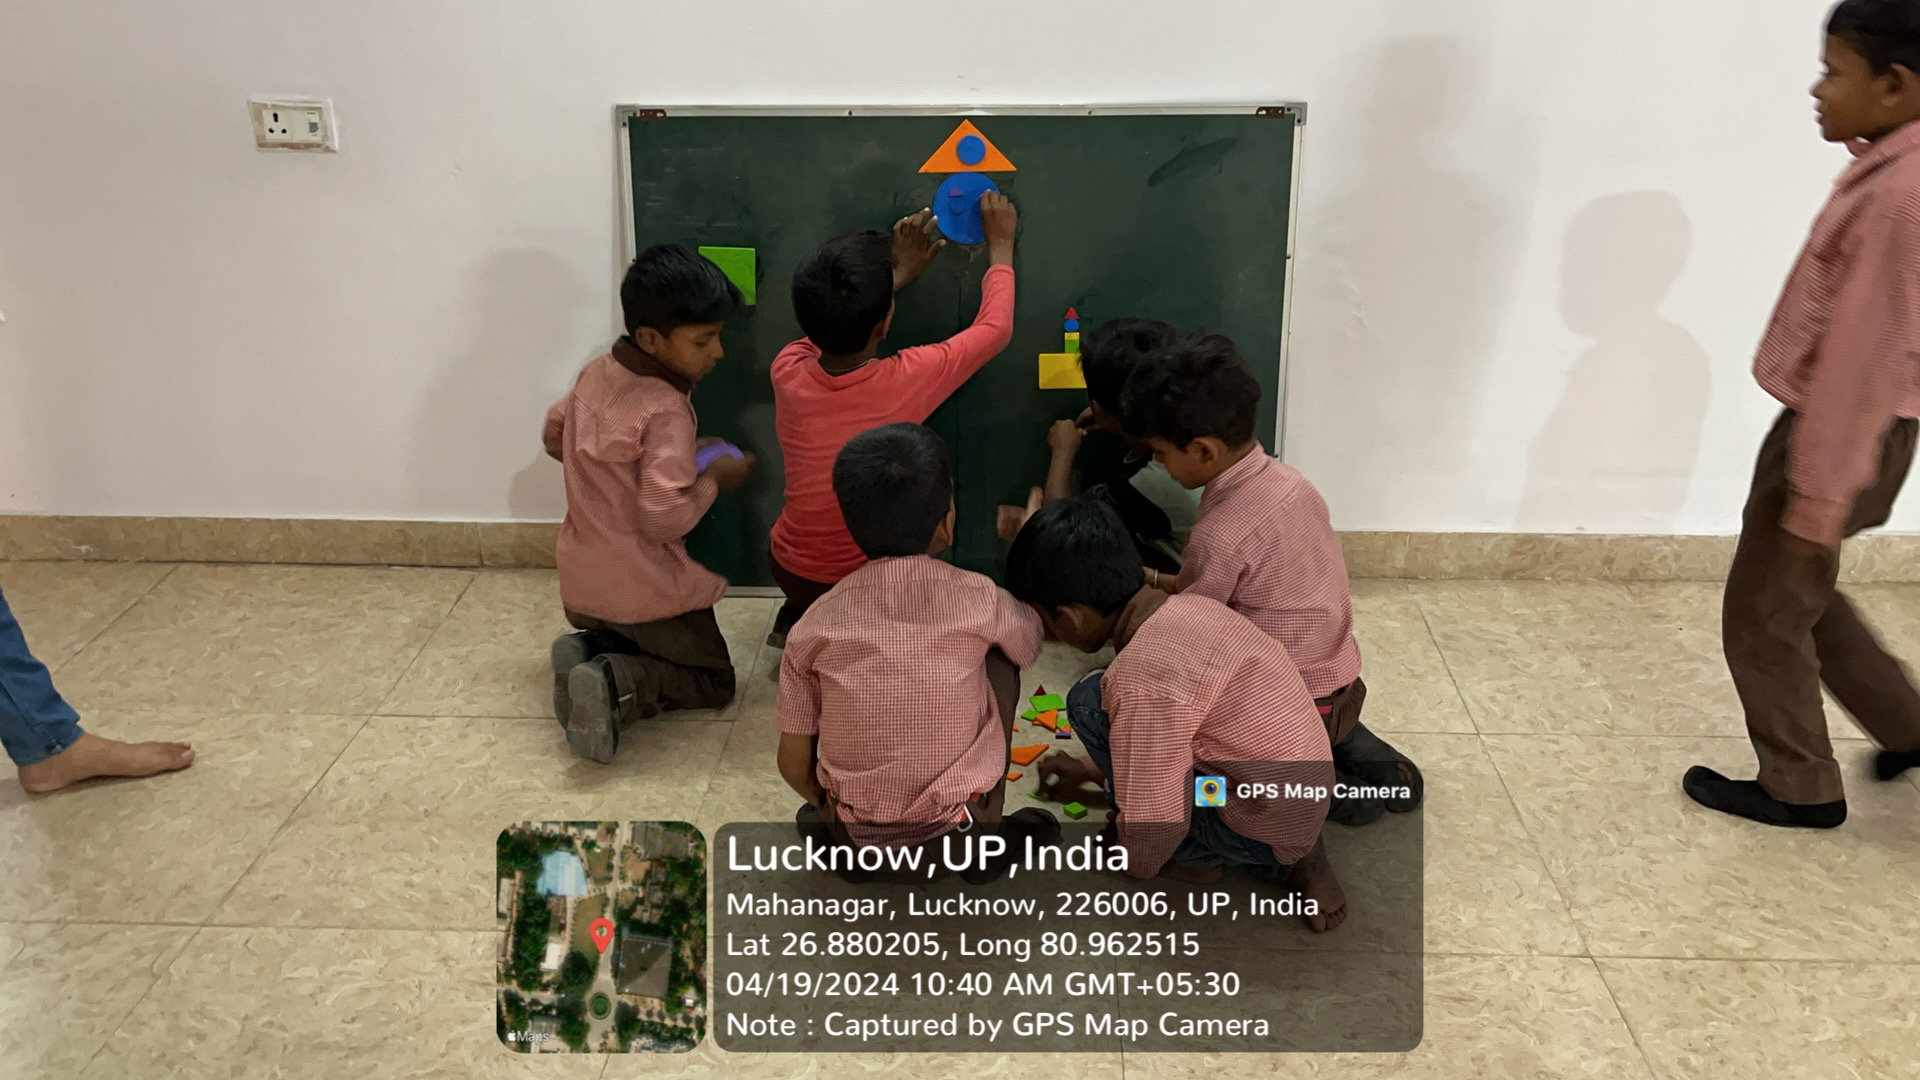 GPS Map Camera
Lucknow,UP,India
Mahanagar, Lucknow, 226006, UP, India
Lat 26.880205, Long 80.962515
04/19/2024 10:40 AM GMT+05:30
Note : Captured by GPS Map Camera
Maps